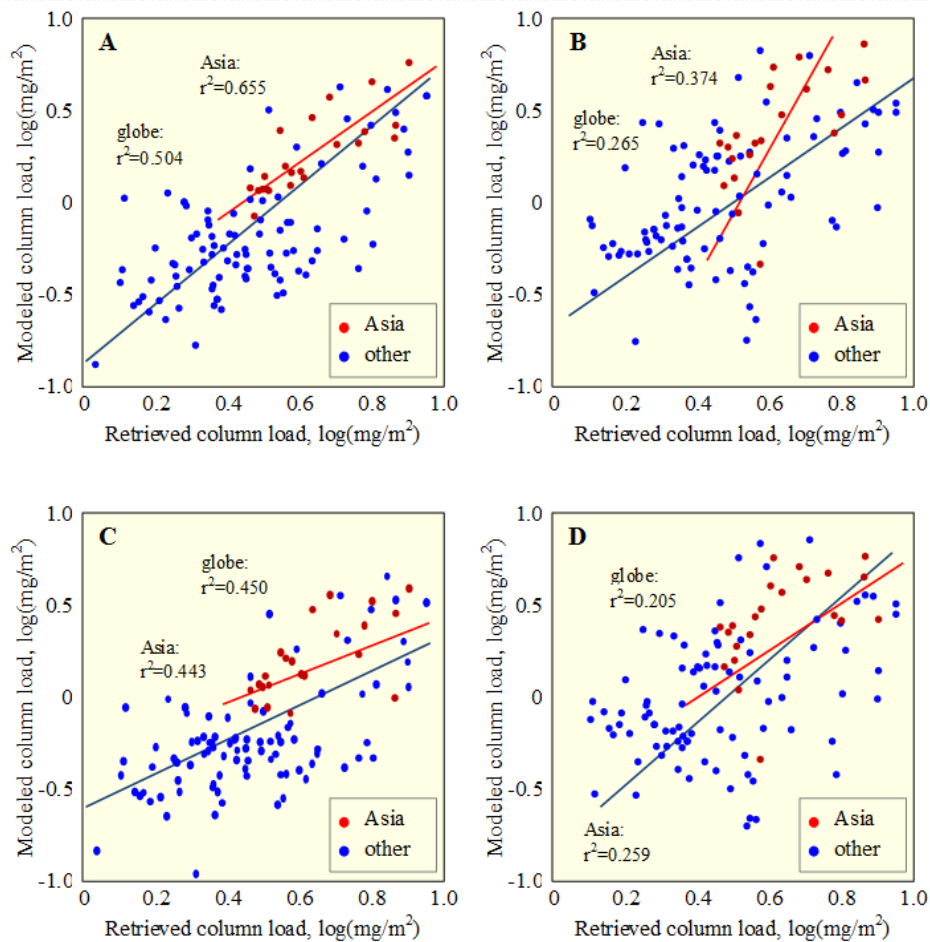 A
Asia:
r²=0.655
globe:
r²=0.504
1.0
0.5
0
-0.5
-1.0
Modeled column load, log(mg/m²)
Asia
other
0 0.2 0.4 0.6 0.8 1.0
Retrieved column load, log(mg/m²)
B
Asia:
r²=0.374
globe:
r²=0.265
1.0
0.5
0
-0.5
-1.0
Modeled column load, log(mg/m²)
Asia
other
0 0.2 0.4 0.6 0.8 1.0
Retrieved column load, log(mg/m²)
C
globe:
r²=0.450
Asia:
r²=0.443
1.0
0.5
0
-0.5
-1.0
Modeled column load, log(mg/m²)
Asia
other
0 0.2 0.4 0.6 0.8 1.0
Retrieved column load, log(mg/m²)
D
globe:
r²=0.205
Asia:
r²=0.259
1.0
0.5
0
-0.5
-1.0
Modeled column load, log(mg/m²)
Asia
other
0 0.2 0.4 0.6 0.8 1.0
Retrieved column load, log(mg/m²)